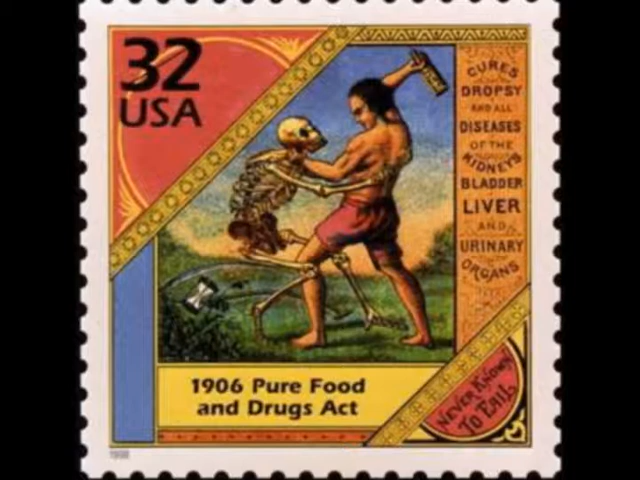 32
USA
CURES
DROPSY
AND ALL
DISEASES
OF THE
KIDNEYS
BLADDER
LIVER
AND
URINARY
ORGANS
NEVER KNOWN
TO FAIL
1906 Pure Food
and Drugs Act
1998